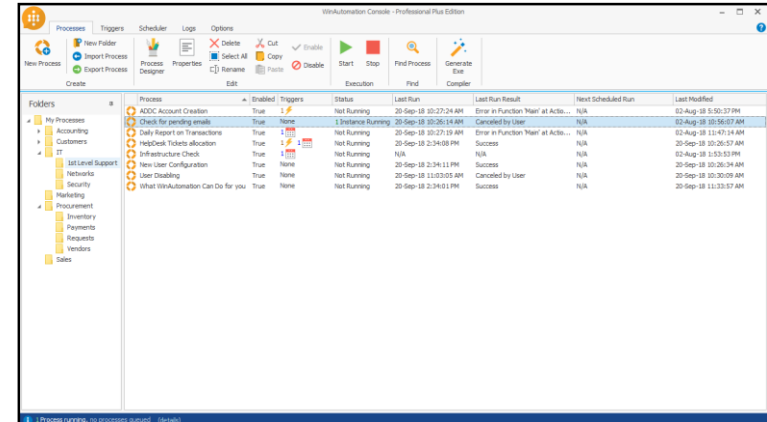 WinAutomation Console - Professional Plus Edition
Processes Triggers Scheduler Logs Options
New Process
New Folder
Import Process
Export Process
Create
Process Designer
Properties
Delete
Select All
Rename
Cut
Copy
Paste
Enable
Disable
Edit
Start Stop
Execution
Find Process
Find
Generate Exe
Compiler
Folders
My Processes
Accounting
Customers
IT
1st Level Support
Networks
Security
Marketing
Procurement
Inventory
Payments
Requests
Vendors
Sales
Process Enabled Triggers Status Last Run Last Run Result Next Scheduled Run Last Modified
ADDC Account Creation True 1 Not Running 20-Sep-18 10:27:24 AM Error in Function 'Main' at Actio... N/A 02-Aug-18 5:50:37 PM
Check for pending emails True None 1 Instance Running 20-Sep-18 10:26:14 AM Canceled by User N/A 02-Aug-18 10:56:07 AM
Daily Report on Transactions True 1 Not Running 20-Sep-18 10:27:19 AM Error in Function 'Main' at Actio... N/A 02-Aug-18 11:47:14 AM
HelpDesk Tickets allocation True 1 1 Not Running 20-Sep-18 2:34:08 PM Success N/A 20-Sep-18 10:26:57 AM
Infrastructure Check True 1 Not Running N/A N/A N/A 02-Aug-18 1:53:53 PM
New User Configuration True None Not Running 20-Sep-18 2:34:11 PM Success N/A 20-Sep-18 10:26:34 AM
User Disabling True None Not Running 20-Sep-18 11:03:05 AM Canceled by User N/A 20-Sep-18 10:30:09 AM
What WinAutomation Can Do for you True None Not Running 20-Sep-18 2:34:01 PM Success N/A 20-Sep-18 11:33:57 AM
1 Process running, no processes queued (details)